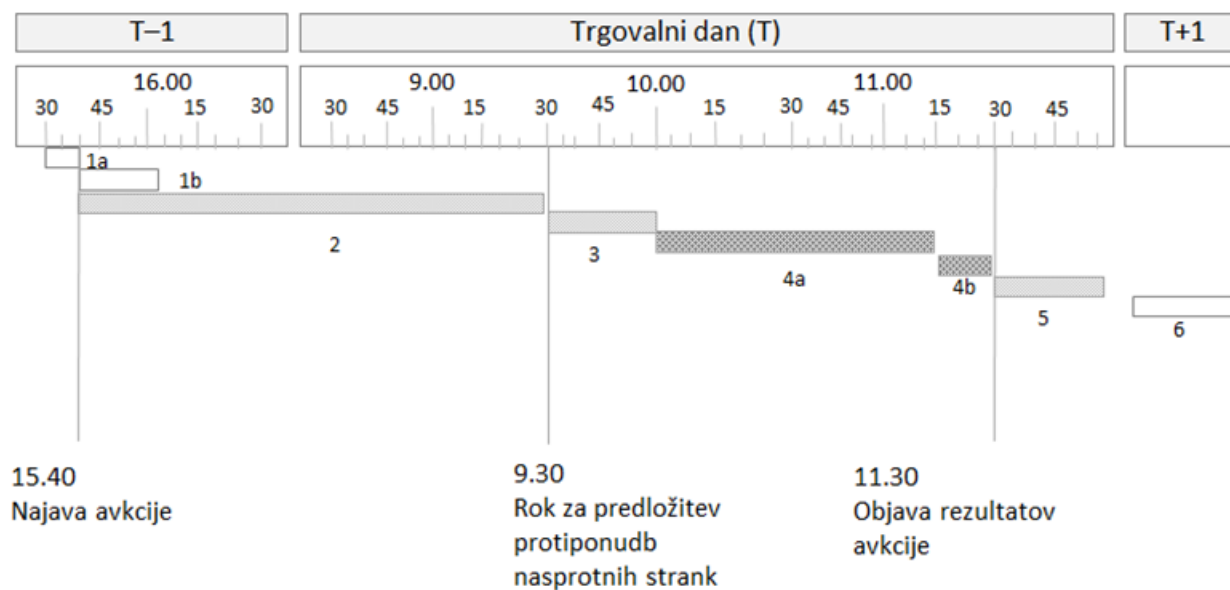 T–1 Trgovalni dan (T) T+1
16.00 9.00 10.00 11.00
30 45 15 30 30 45 15 30 45 15 30 45 15 30 45
1a
1b
2
3
4a
4b
5
6
15.40
Najava avkcije
9.30
Rok za predložitev
protiponudb
nasprotnih strank
11.30
Objava rezultatov
avkcije